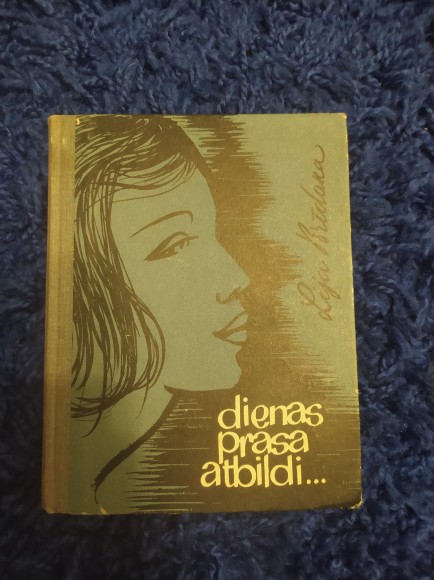 Lija Brīdaka
dienas
prasa
atbildi...